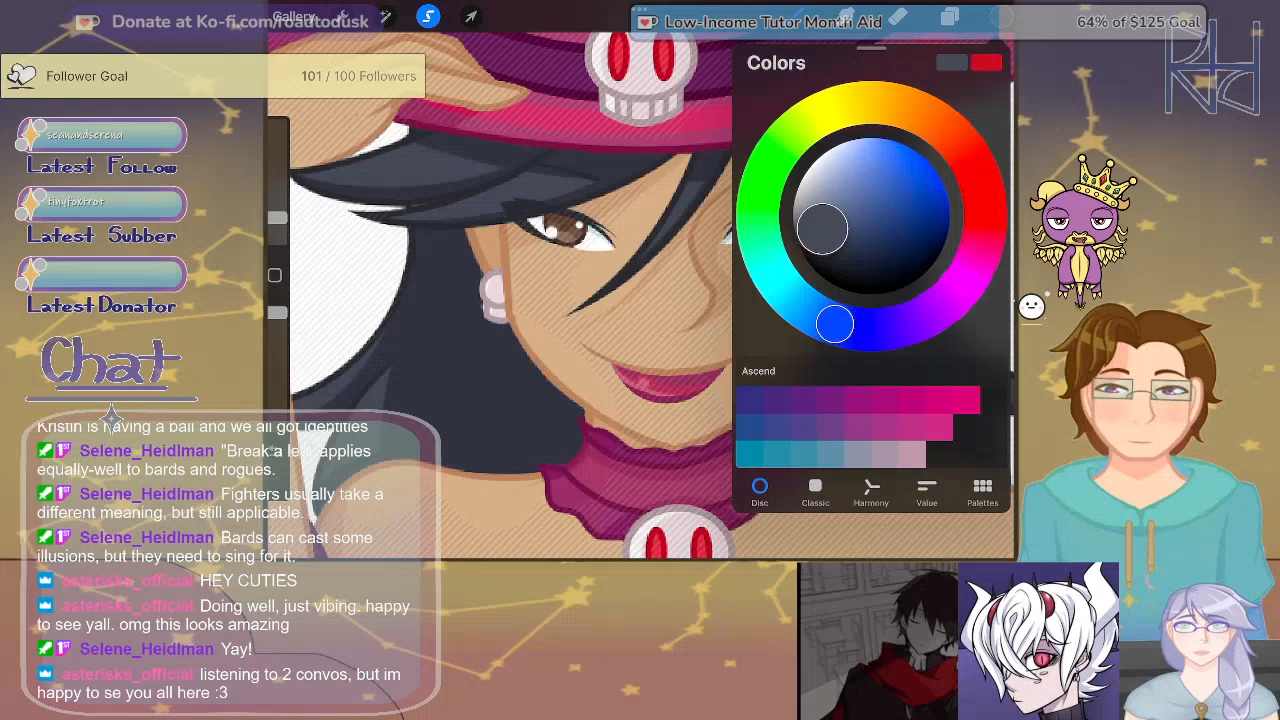 Donate at Ko-fi.com/roadtodusk
Gallery
Low-Income Tutor Month Aid
64% of $125 Goal
Follower Goal
101 / 100 Followers
Colors
seanandserena
Latest Follow
tinyfoxtrot
Latest Subber
Latest Donator
Chat
Ascend
Disc
Classic
Harmony
Value
Palettes
Kristin is having a ball and we all got identities
Selene_Heidlman "Break a leg" applies
equally-well to bards and rogues.
Selene_Heidlman Fighters usually take a
different meaning, but still applicable.
Selene_Heidlman Bards can cast some
illusions, but they need to sing for it.
asterisks_official HEY CUTIES
asterisks_official Doing well, just vibing. happy
to see yall. omg this looks amazing
Selene_Heidlman Yay!
asterisks_official listening to 2 convos, but im
happy to se you all here :3